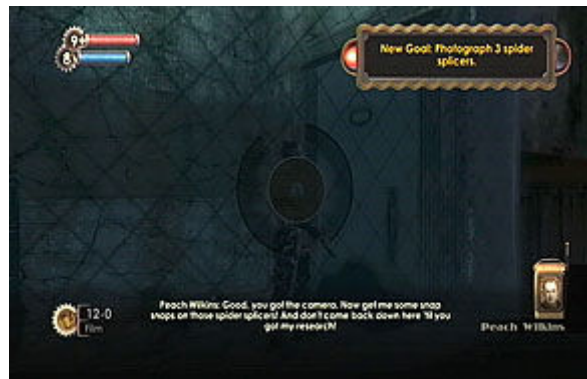 9
New Goal: Photograph 3 spider
splicers.
8
Peach Wilkins: Good, you got the camera. Now get me some snap
snaps on those spider splicers! And don't come back down here 'til you
got my research!
12-0
Film
Peach Wilkins